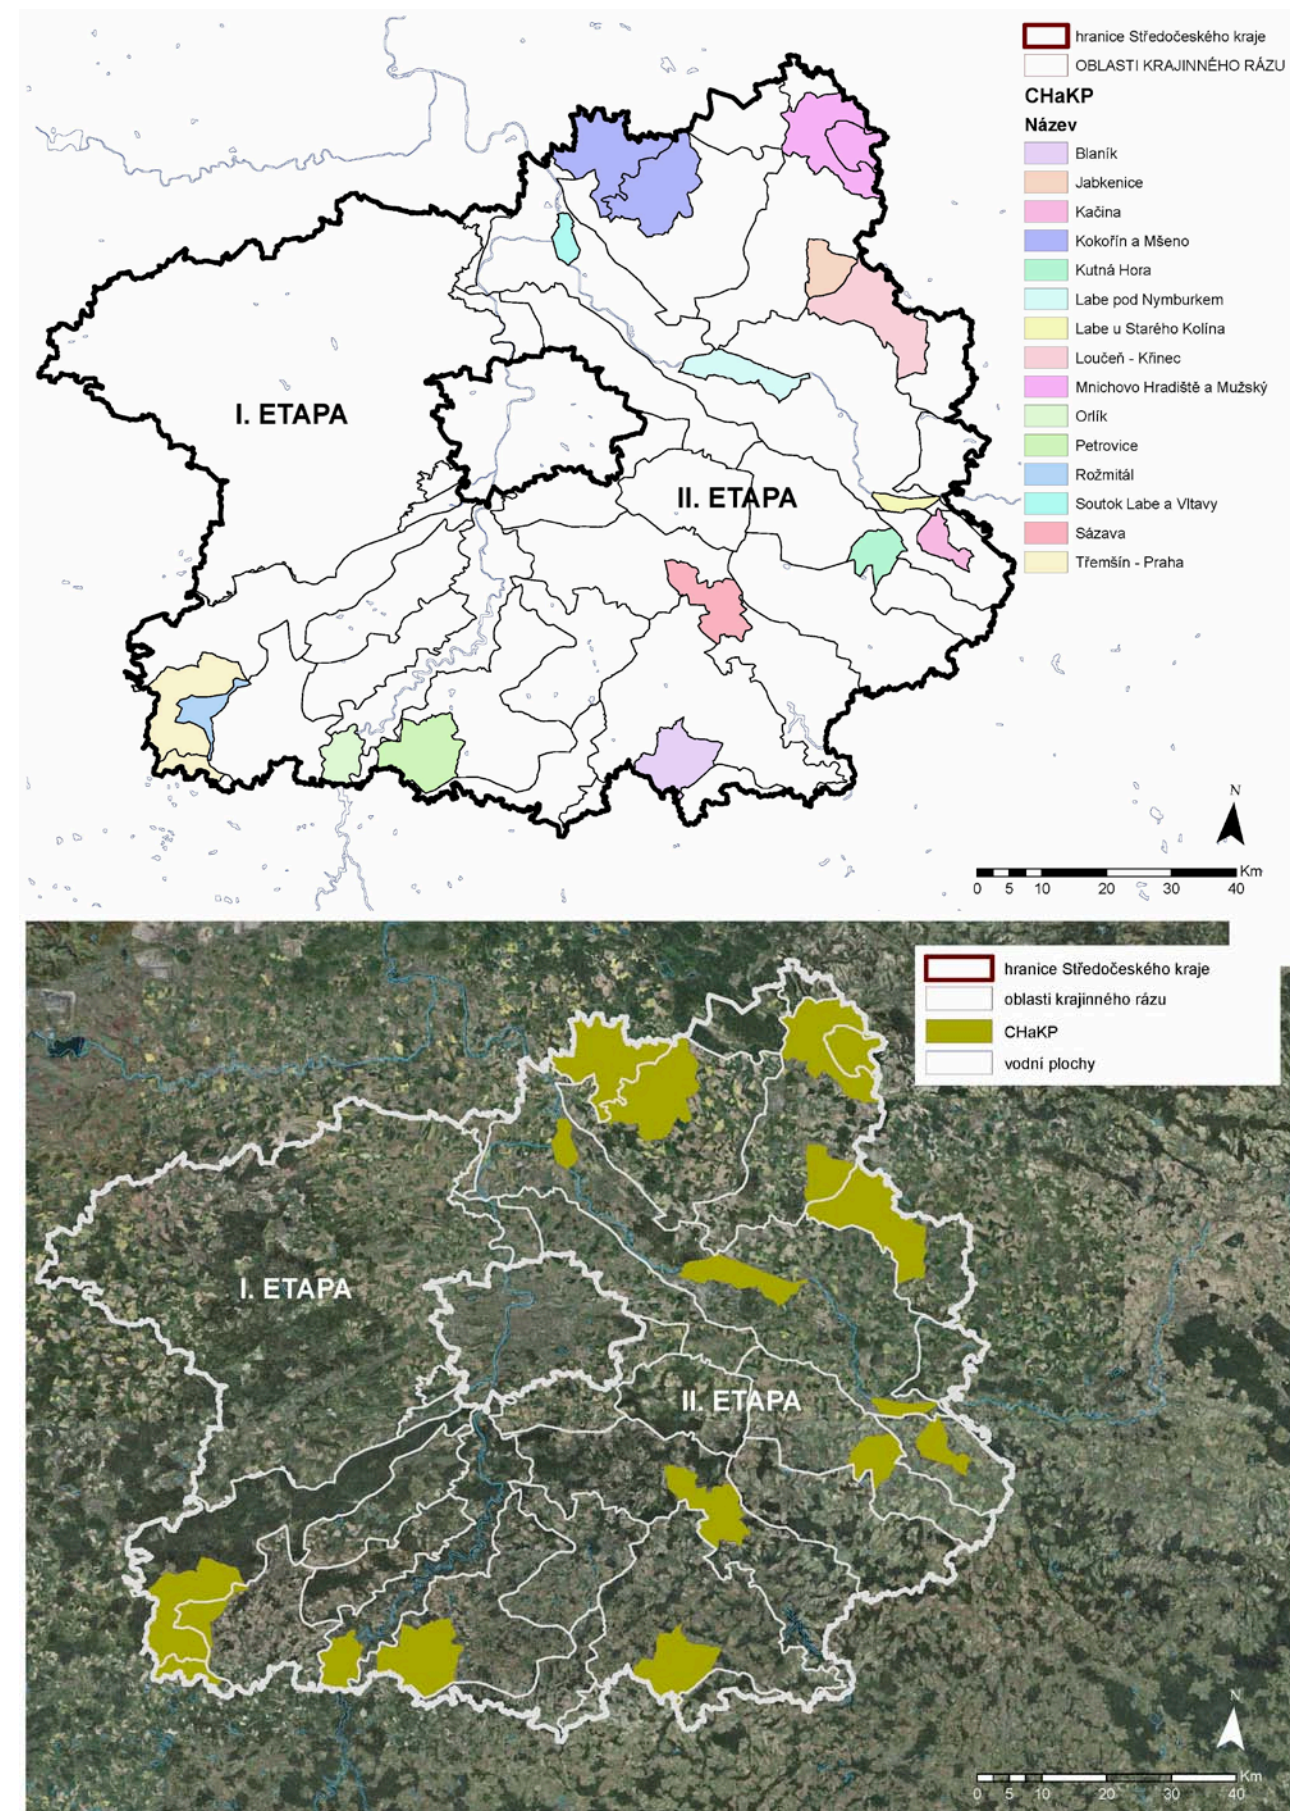 hranice Středočeského kraje
OBLASTI KRAJINNÉHO RÁZU
CHaKP
Název
Blaník
Jabkenice
Kačina
Kokořín a Mšeno
Kutná Hora
Labe pod Nymburkem
Labe u Starého Kolína
Loučeň - Křinec
Mnichovo Hradiště a Mužský
Orlík
Petrovice
Rožmitál
Soutok Labe a Vltavy
Sázava
Třemšín - Praha
I. ETAPA
II. ETAPA
N
Km
0 5 10 20 30 40
hranice Středočeského kraje
oblasti krajinného rázu
CHaKP
vodní plochy
I. ETAPA
II. ETAPA
N
Km
0 5 10 20 30 40